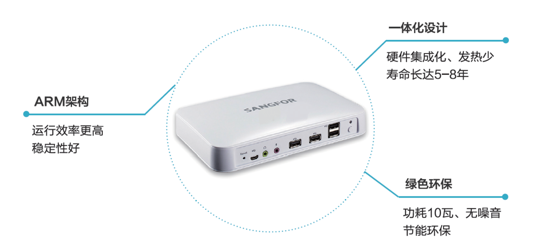 一体化设计
硬件集成化、发热少
寿命长达5-8年
ARM架构
运行效率更高
稳定性好
SANGFOR
绿色环保
功耗10瓦、无噪音
节能环保